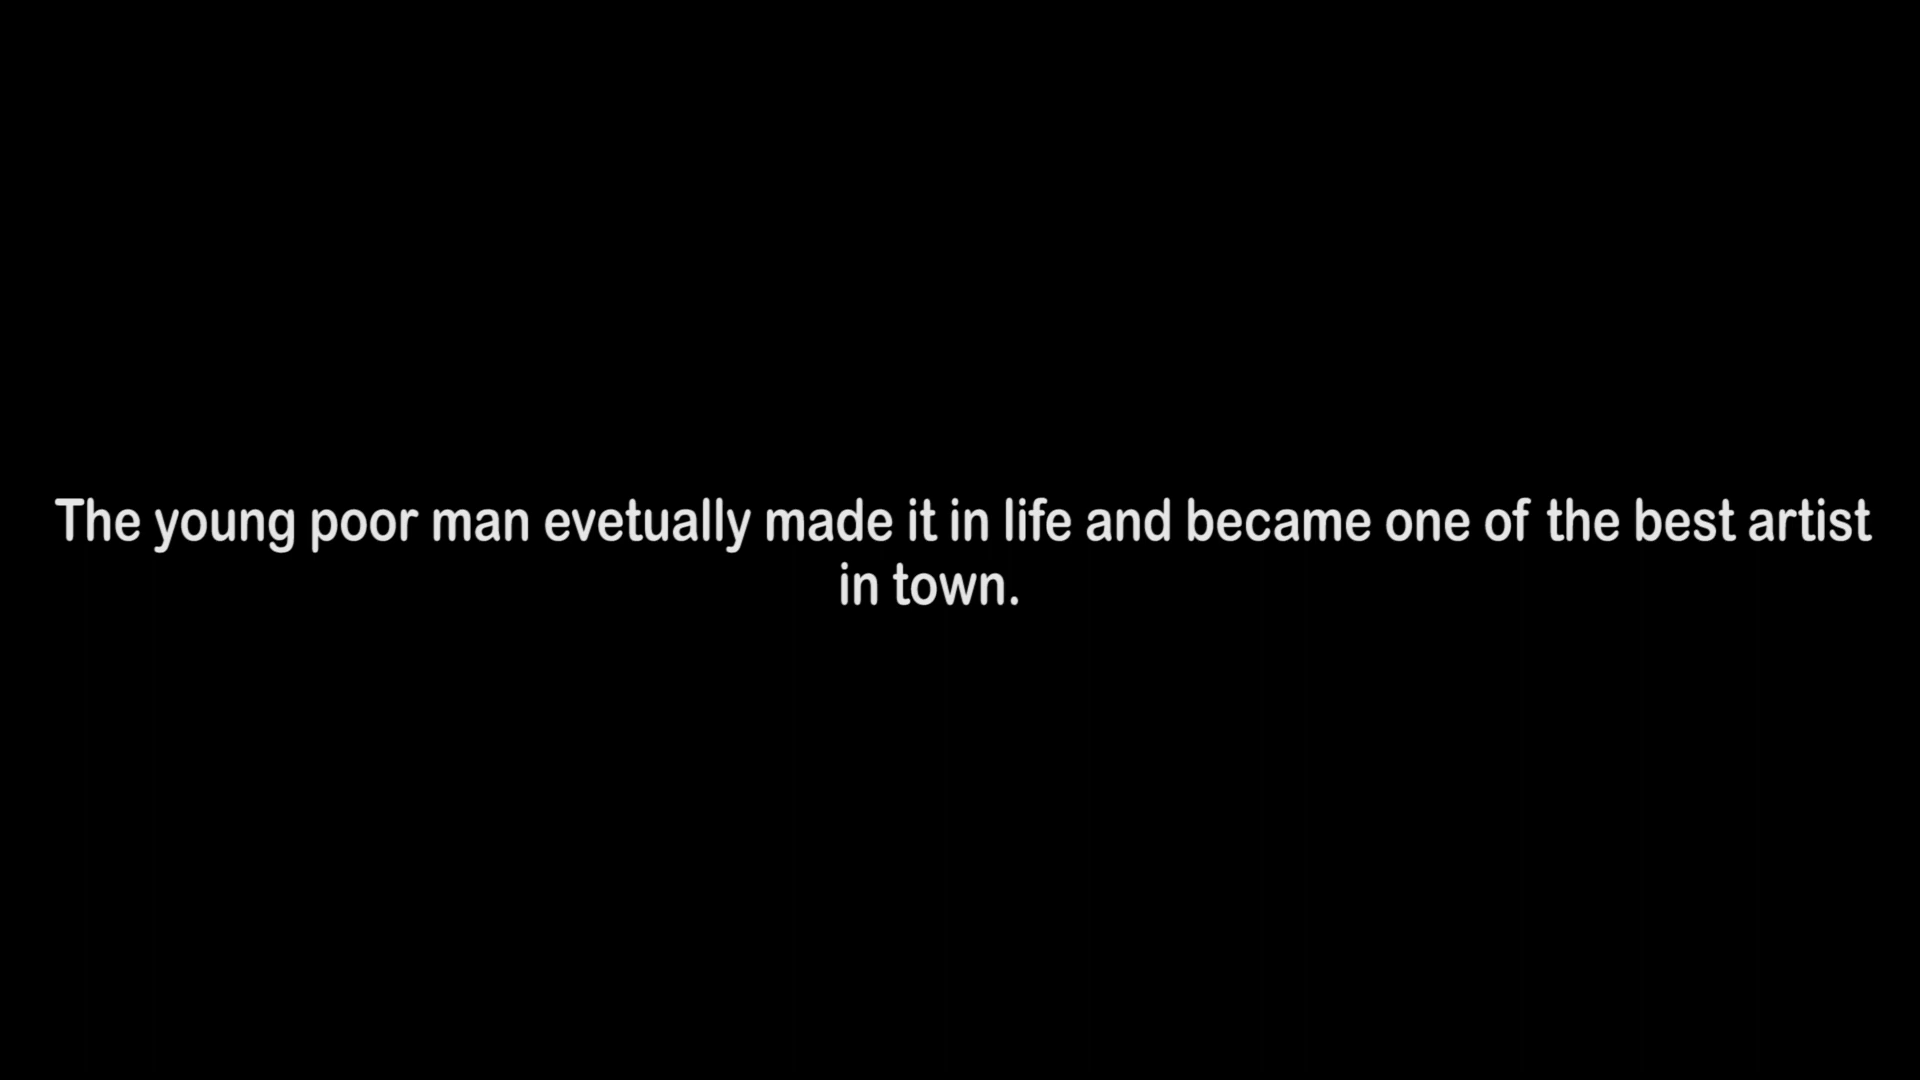 The young poor man evetually made it in life and became one of the best artist
in town.